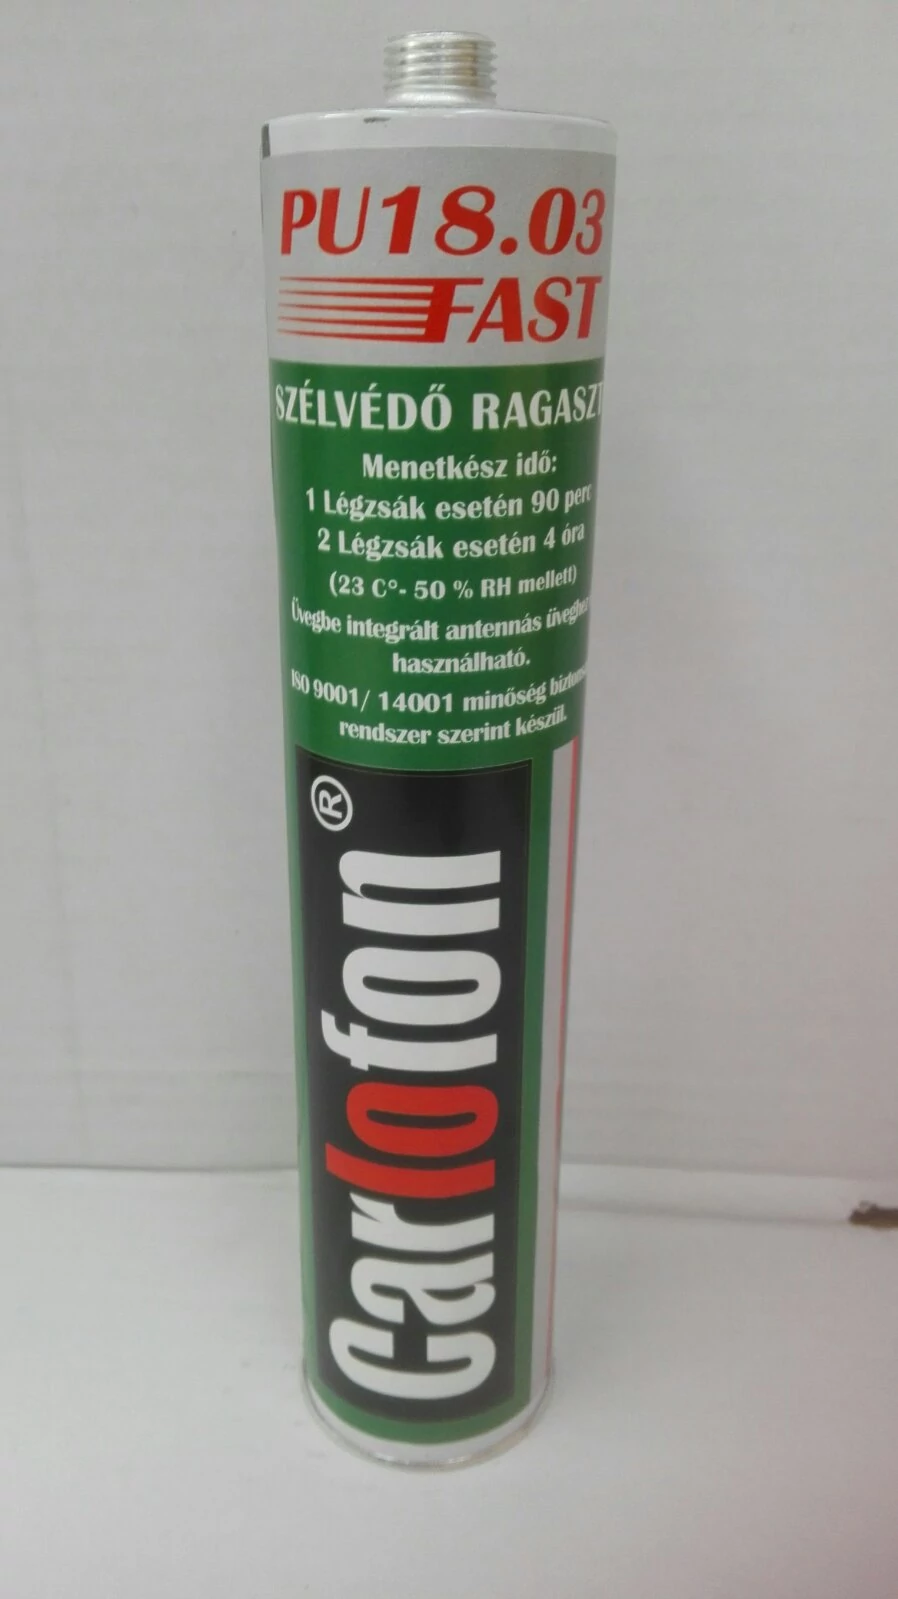 PU18.03
FAST
SZÉLVÉDŐ RAGASZT
Menetkész idő:
1 Légzsák esetén 90 perc
2 Légzsák esetén 4 óra
(23 C°- 50 % RH mellett)
Üvegbe integrált antennás üveghez
használható.
ISO 9001/ 14001 minőség biztons
rendszer szerint készül.
Carlofon®